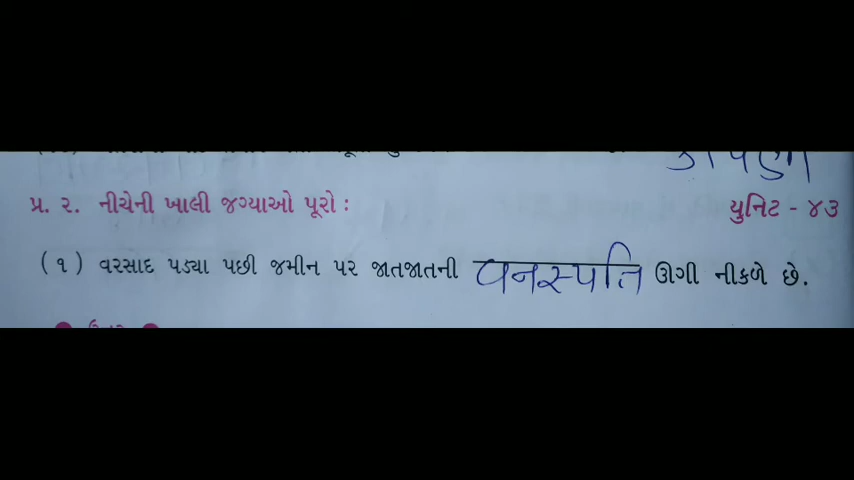 પ્ર. ૨. નીચેની ખાલી જગ્યાઓ પૂરો : યુનિટ - ૪૩
(૧) વરસાદ પડ્યા પછી જમીન પર જાતજાતની વનસ્પતિ ઊગી નીકળે છે.